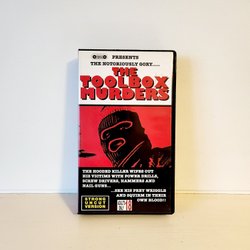 PRESENTS
THE NOTORIOUSLY GORY.....
THE
TOOLBOX
MURDERS
THE HOODED KILLER WIPES OUT
HIS VICTIMS WITH POWER DRILLS,
SCREW DRIVERS, HAMMERS AND
NAIL GUNS...
...SEE HIS PREY WRIGGLE
AND SQUIRM IN THEIR
OWN BLOOD!!
STRONG
UNCUT
VERSION
18